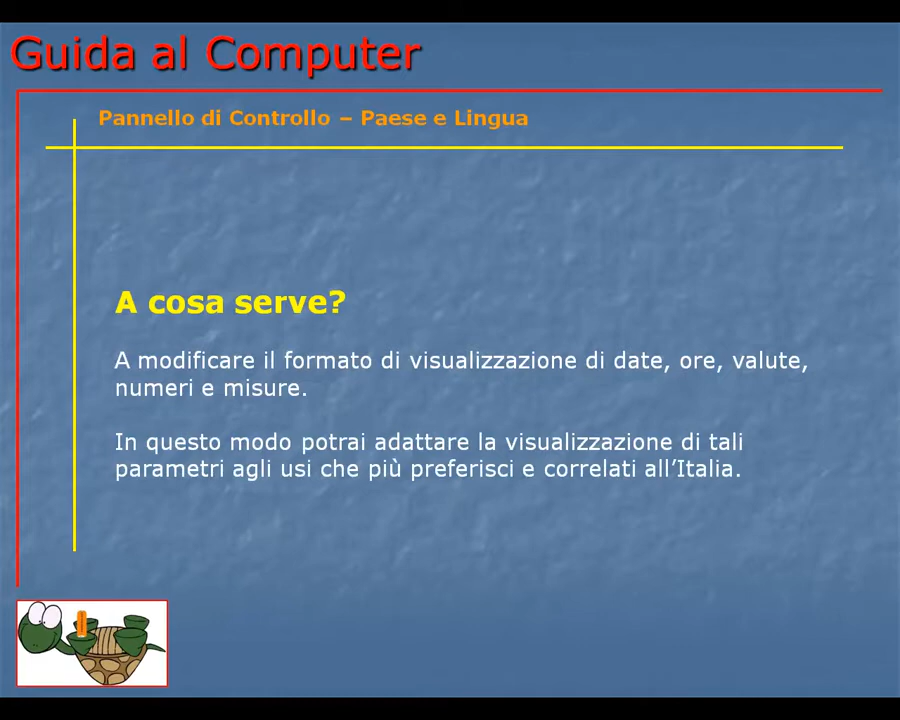 Guida al Computer
Pannello di Controllo – Paese e Lingua
A cosa serve?
A modificare il formato di visualizzazione di date, ore, valute,
numeri e misure.
In questo modo potrai adattare la visualizzazione di tali
parametri agli usi che più preferisci e correlati all’Italia.